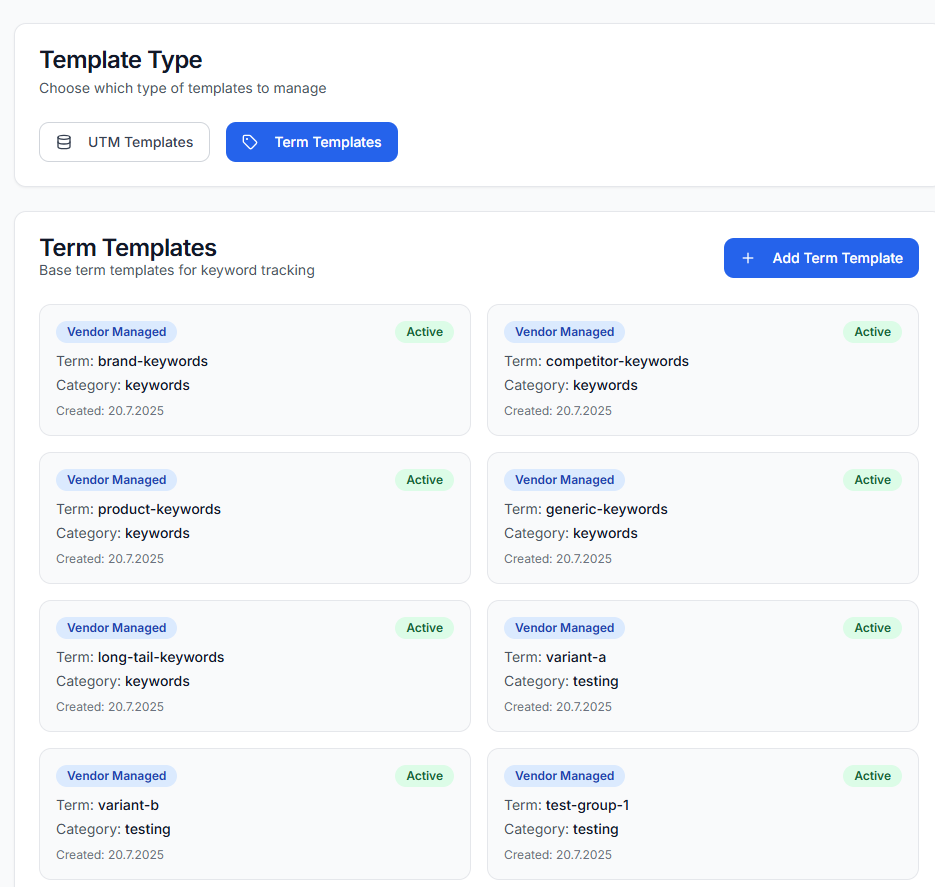 Template Type
Choose which type of templates to manage
UTM Templates
Term Templates
Term Templates
Base term templates for keyword tracking
Add Term Template
Vendor Managed
Active
Term: brand-keywords
Category: keywords
Created: 20.7.2025
Vendor Managed
Active
Term: competitor-keywords
Category: keywords
Created: 20.7.2025
Vendor Managed
Active
Term: product-keywords
Category: keywords
Created: 20.7.2025
Vendor Managed
Active
Term: generic-keywords
Category: keywords
Created: 20.7.2025
Vendor Managed
Active
Term: long-tail-keywords
Category: keywords
Created: 20.7.2025
Vendor Managed
Active
Term: variant-a
Category: testing
Created: 20.7.2025
Vendor Managed
Active
Term: variant-b
Category: testing
Created: 20.7.2025
Vendor Managed
Active
Term: test-group-1
Category: testing
Created: 20.7.2025